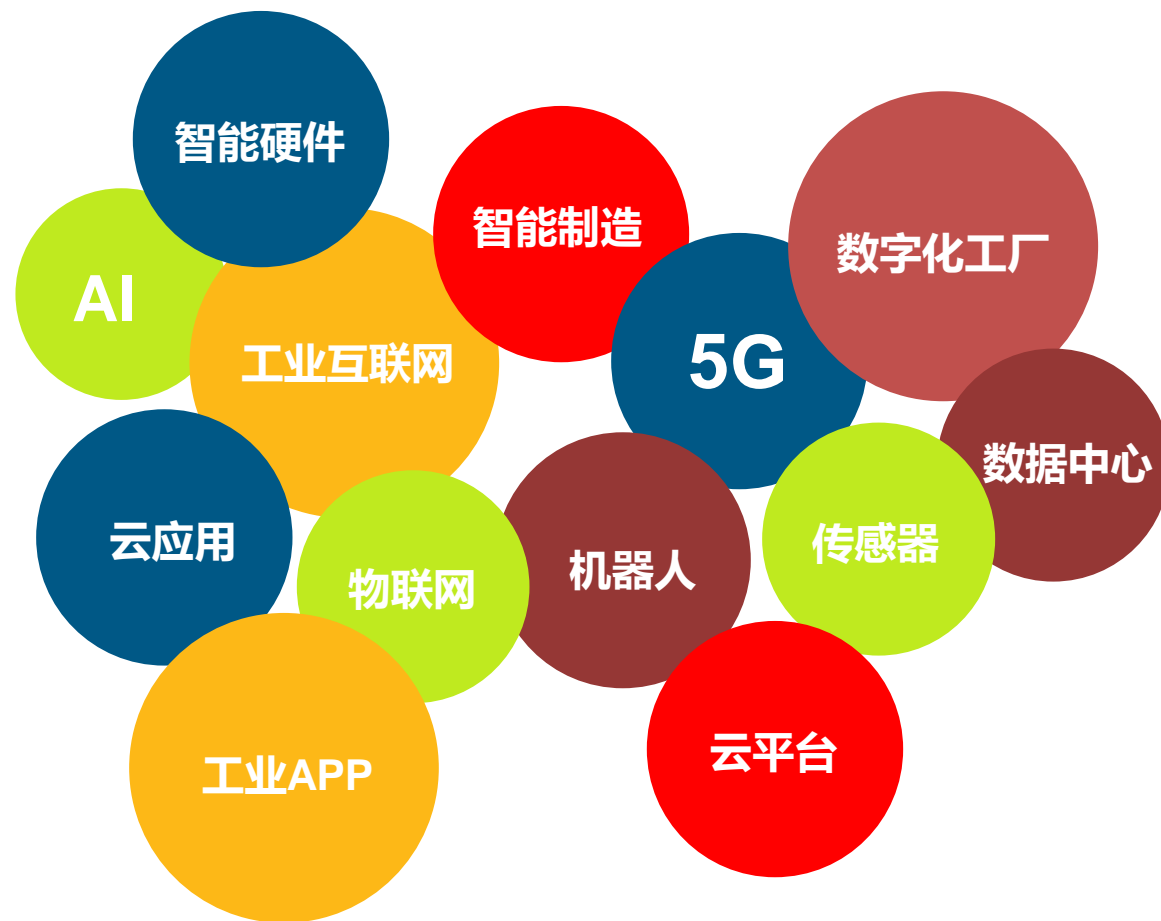 智能硬件
智能制造
数字化工厂
AI
工业互联网
5G
数据中心
云应用
传感器
物联网
机器人
工业APP
云平台